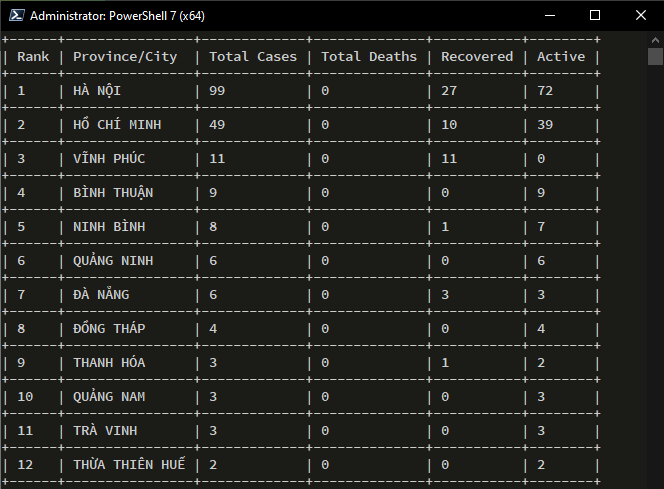 Administrator: PowerShell 7 (x64)
| Rank | Province/City | Total Cases | Total Deaths | Recovered | Active |
| 1 | HÀ NỘI | 99 | 0 | 27 | 72 |
| 2 | HỒ CHÍ MINH | 49 | 0 | 10 | 39 |
| 3 | VĨNH PHÚC | 11 | 0 | 11 | 0 |
| 4 | BÌNH THUẬN | 9 | 0 | 0 | 9 |
| 5 | NINH BÌNH | 8 | 0 | 1 | 7 |
| 6 | QUẢNG NINH | 6 | 0 | 0 | 6 |
| 7 | ĐÀ NẴNG | 6 | 0 | 3 | 3 |
| 8 | ĐỒNG THÁP | 4 | 0 | 0 | 4 |
| 9 | THANH HÓA | 3 | 0 | 1 | 2 |
| 10 | QUẢNG NAM | 3 | 0 | 0 | 3 |
| 11 | TRÀ VINH | 3 | 0 | 0 | 3 |
| 12 | THỪA THIÊN HUẾ | 2 | 0 | 0 | 2 |